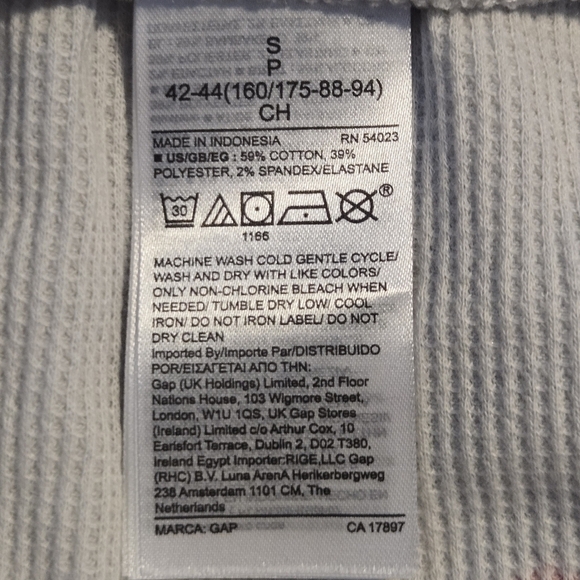 S
P
42-44(160/175-88-94)
CH
MADE IN INDONESIA RN 54023
■ US/GB/EG : 59% COTTON, 39%
POLYESTER, 2% SPANDEX/ELASTANE
30
®
1166
MACHINE WASH COLD GENTLE CYCLE/
WASH AND DRY WITH LIKE COLORS/
ONLY NON-CHLORINE BLEACH WHEN
NEEDED/ TUMBLE DRY LOW/ COOL
IRON/ DO NOT IRON LABEL/ DO NOT
DRY CLEAN
Imported By/Importe Par/DISTRIBUIDO
POR/ΕΙΣΑΓΕΤΑΙ ΑΠΟ ΤΗΝ:
Gap (UK Holdings) Limited, 2nd Floor
Nations House, 103 Wigmore Street,
London, W1U 1QS, UK Gap Stores
(Ireland) Limited c/o Arthur Cox, 10
Earlsfort Terrace, Dublin 2, D02 T380,
Ireland Egypt Importer:RIGE,LLC Gap
(RHC) B.V. Luna ArenA Herikerbergweg
238 Amsterdam 1101 CM, The
Netherlands
MARCA: GAP CA 17897